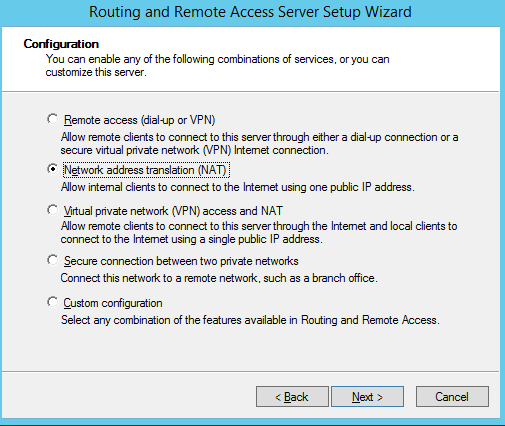 Routing and Remote Access Server Setup Wizard
Configuration
You can enable any of the following combinations of services, or you can
customize this server.
Remote access (dial-up or VPN)
Allow remote clients to connect to this server through either a dial-up connection or a
secure virtual private network (VPN) Internet connection.
Network address translation (NAT)
Allow internal clients to connect to the Internet using one public IP address.
Virtual private network (VPN) access and NAT
Allow remote clients to connect to this server through the Internet and local clients to
connect to the Internet using a single public IP address.
Secure connection between two private networks
Connect this network to a remote network, such as a branch office.
Custom configuration
Select any combination of the features available in Routing and Remote Access.
< Back Next > Cancel